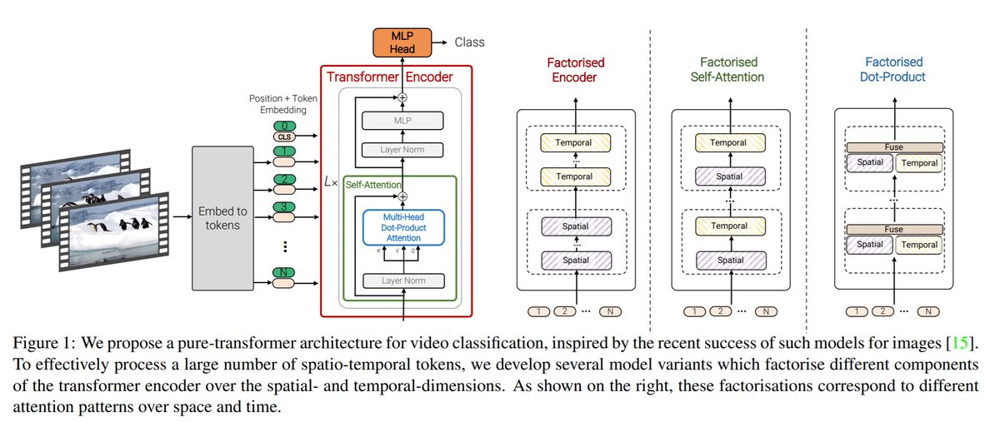 MLP
Head
Class
Transformer Encoder
Position + Token
Embedding
0
CLS
1
2
3
N
Embed to
tokens
L×
MLP
Layer Norm
Self-Attention
Multi-Head
Dot-Product
Attention
K V Q
Layer Norm
Factorised
Encoder
Temporal
...
Temporal
Spatial
...
Spatial
1 2 ... N
Factorised
Self-Attention
Temporal
Spatial
...
Temporal
Spatial
1 2 ... N
Factorised
Dot-Product
Fuse
Spatial Temporal
...
Fuse
Spatial Temporal
1 2 ... N
Figure 1: We propose a pure-transformer architecture for video classification, inspired by the recent success of such models for images [15].
To effectively process a large number of spatio-temporal tokens, we develop several model variants which factorise different components
of the transformer encoder over the spatial- and temporal-dimensions. As shown on the right, these factorisations correspond to different
attention patterns over space and time.